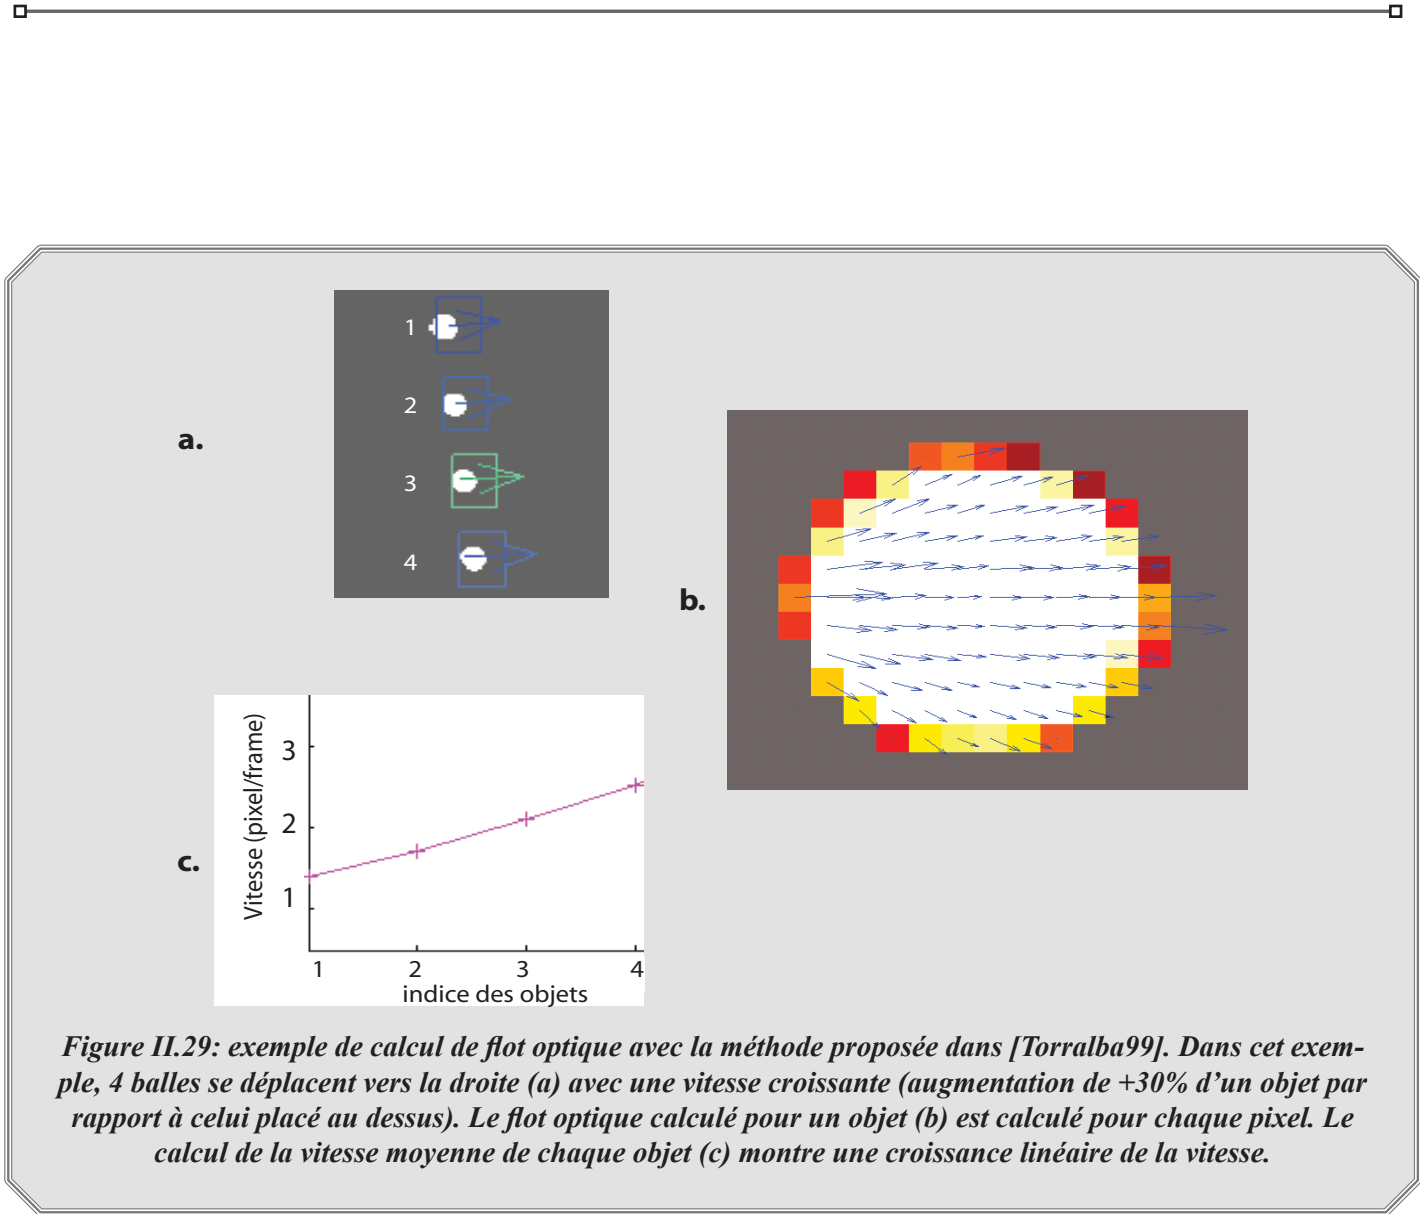 a.
1
2
3
4
b.
c.
Vitesse (pixel/frame)
3
2
1
1 2 3 4
indice des objets
Figure II.29: exemple de calcul de flot optique avec la méthode proposée dans [Torralba99]. Dans cet exem-
ple, 4 balles se déplacent vers la droite (a) avec une vitesse croissante (augmentation de +30% d’un objet par
rapport à celui placé au dessus). Le flot optique calculé pour un objet (b) est calculé pour chaque pixel. Le
calcul de la vitesse moyenne de chaque objet (c) montre une croissance linéaire de la vitesse.